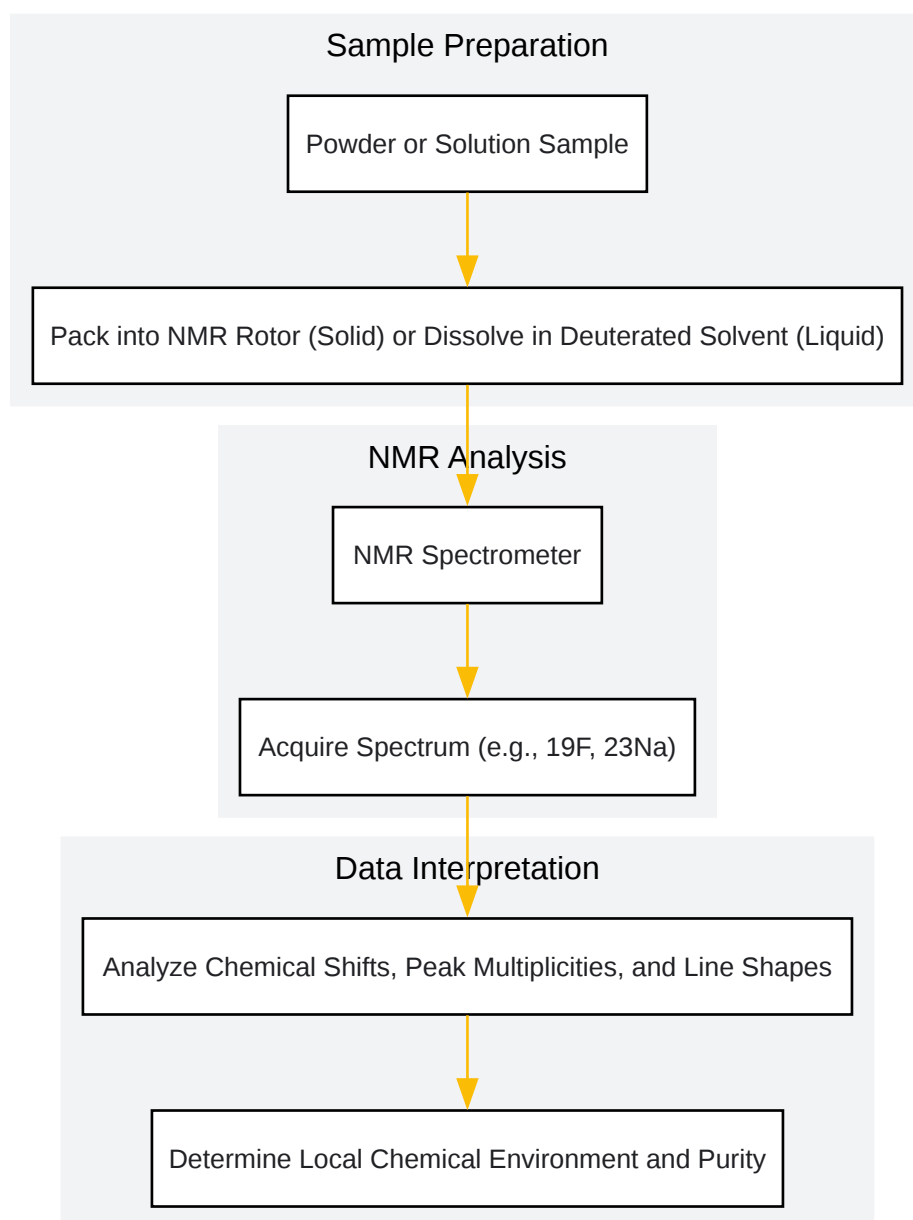 Sample Preparation
Powder or Solution Sample
Pack into NMR Rotor (Solid) or Dissolve in Deuterated Solvent (Liquid)
NMR Analysis
NMR Spectrometer
Acquire Spectrum (e.g., 19F, 23Na)
Data Interpretation
Analyze Chemical Shifts, Peak Multiplicities, and Line Shapes
Determine Local Chemical Environment and Purity